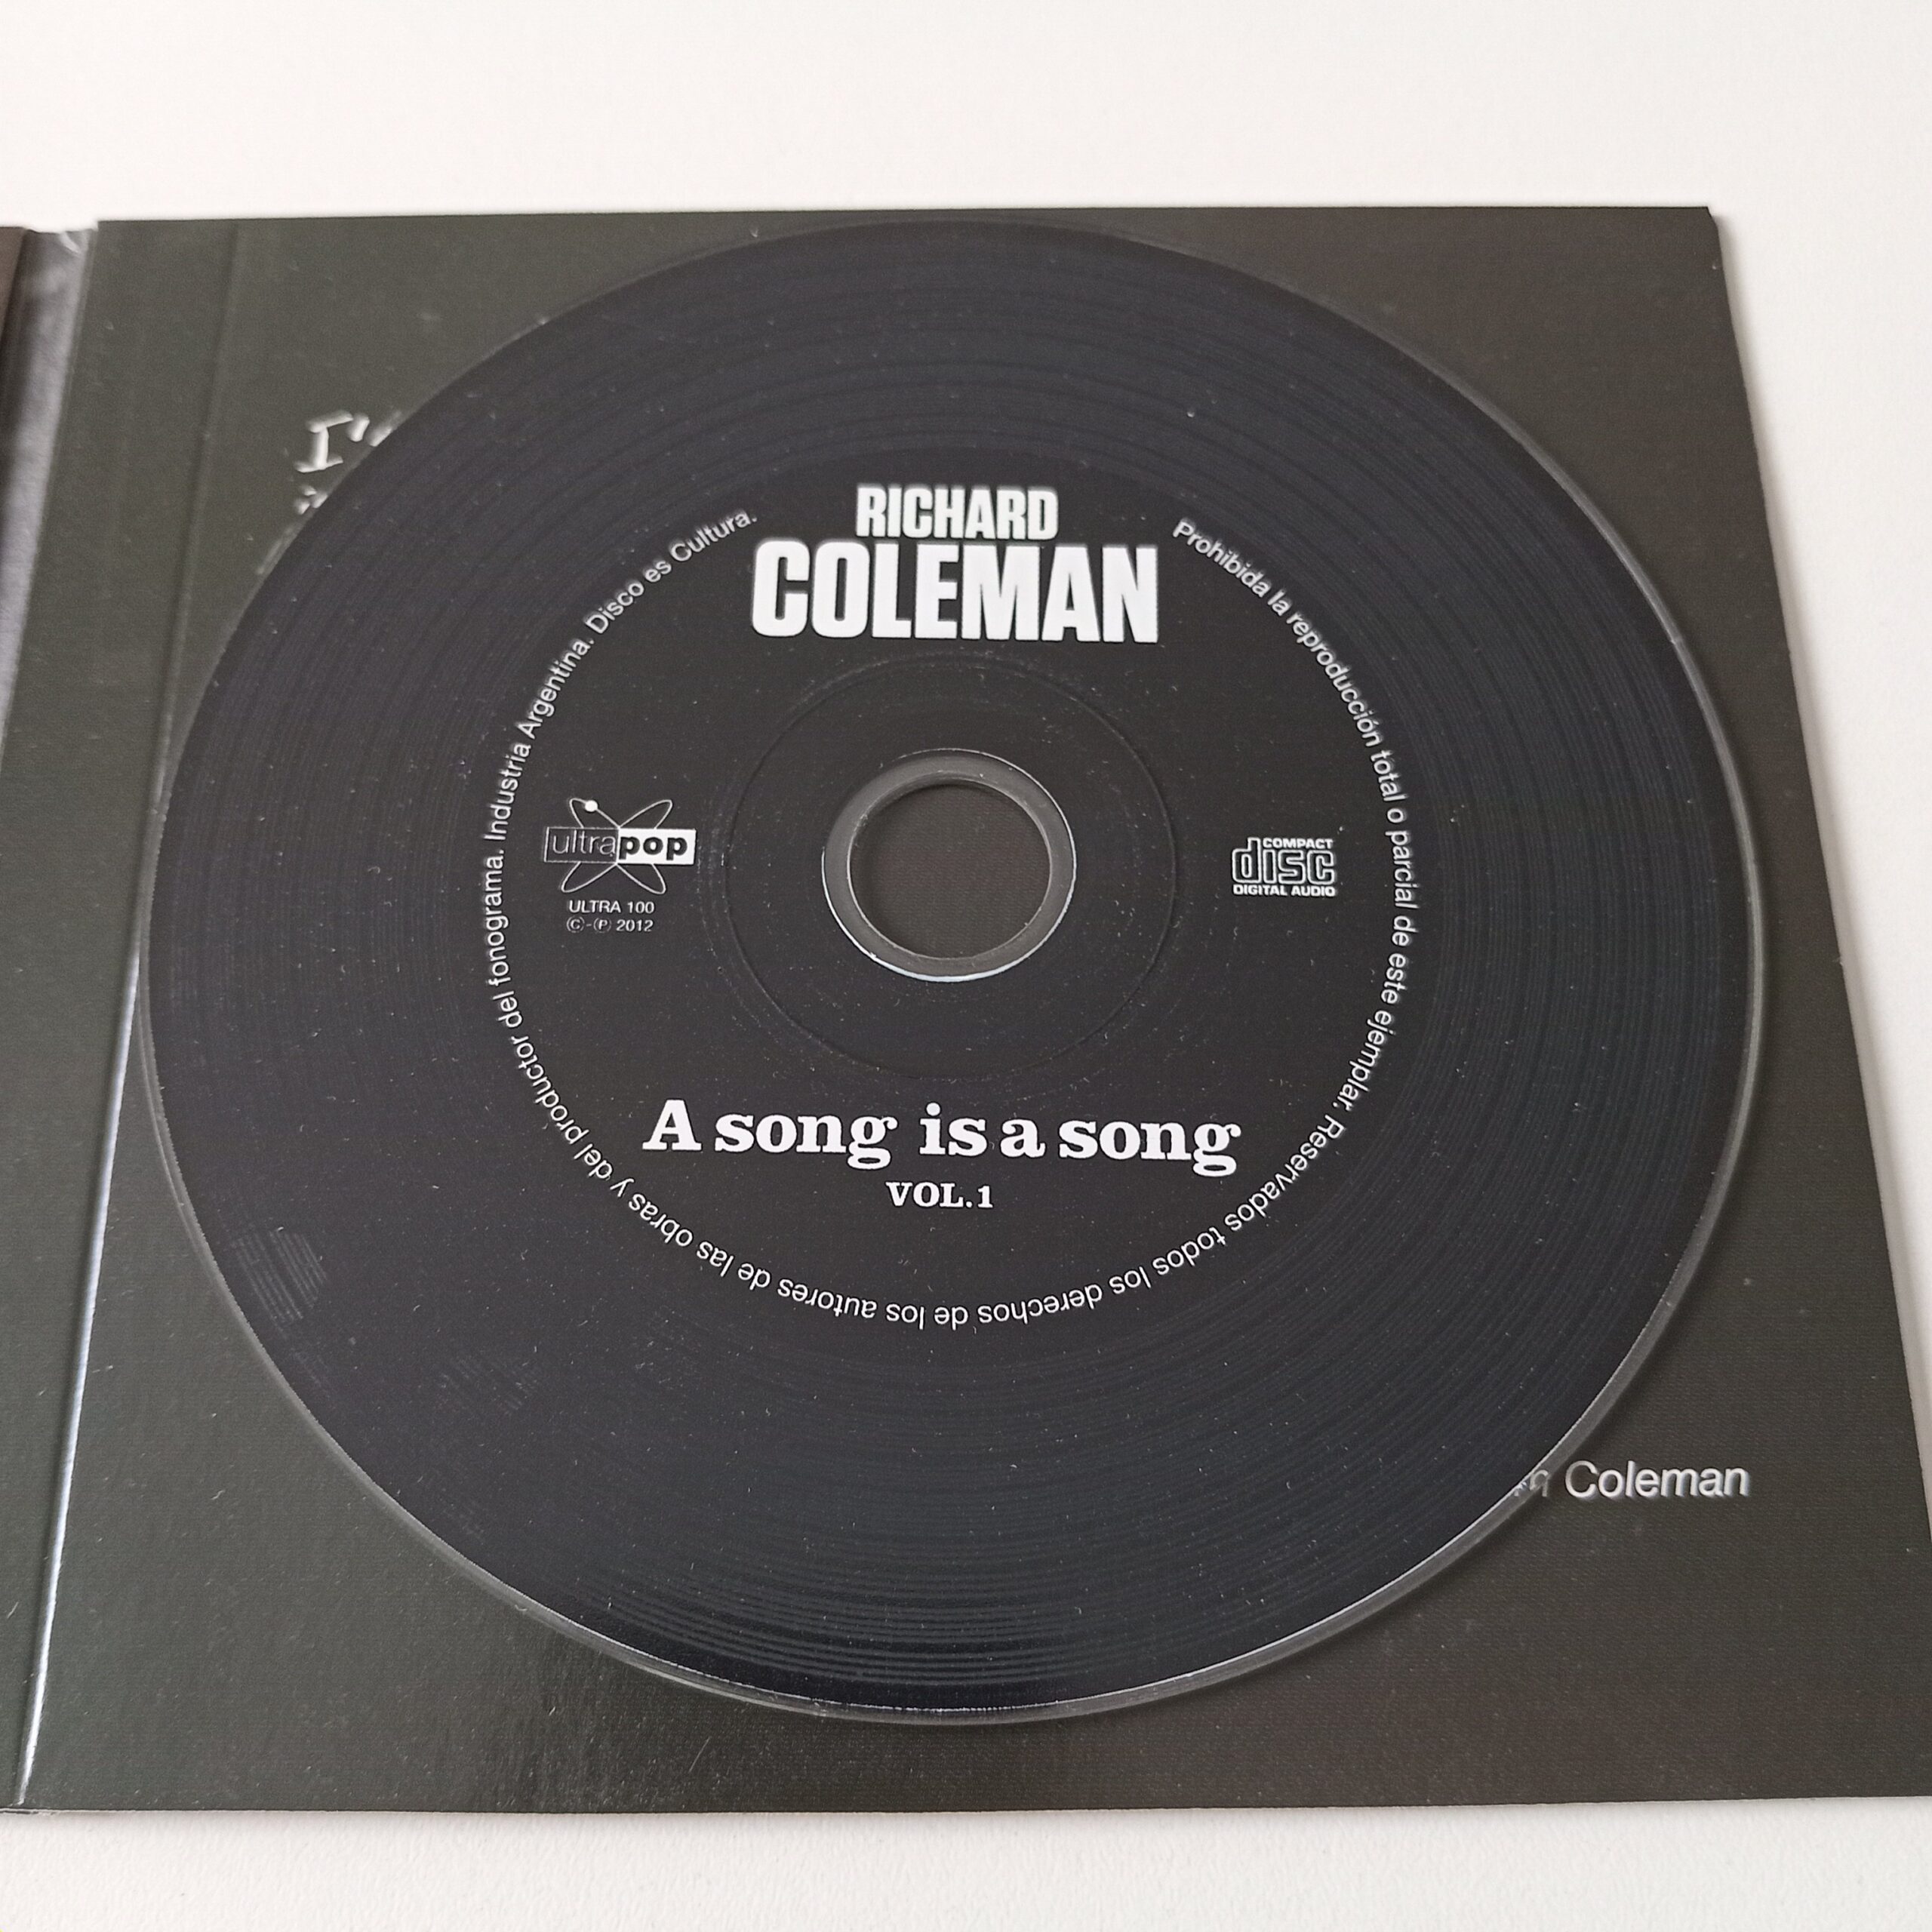 I'
RICHARD
COLEMAN
Prohibida la reproducción total o parcial de este ejemplar. Reservados todos los derechos de los autores de las obras y del productor del fonograma. Industria Argentina. Disco es Cultura.
ultrapop
ULTRA 100
Ⓒ-Ⓟ 2012
COMPACT
disc
DIGITAL AUDIO
A song is a song
VOL.1
Coleman